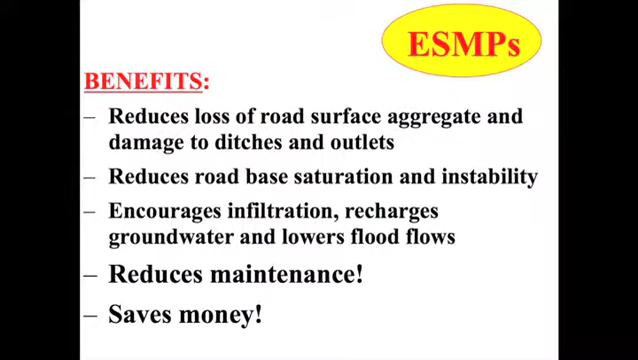 ESMPs
BENEFITS:
– Reduces loss of road surface aggregate and
damage to ditches and outlets
– Reduces road base saturation and instability
– Encourages infiltration, recharges
groundwater and lowers flood flows
– Reduces maintenance!
– Saves money!